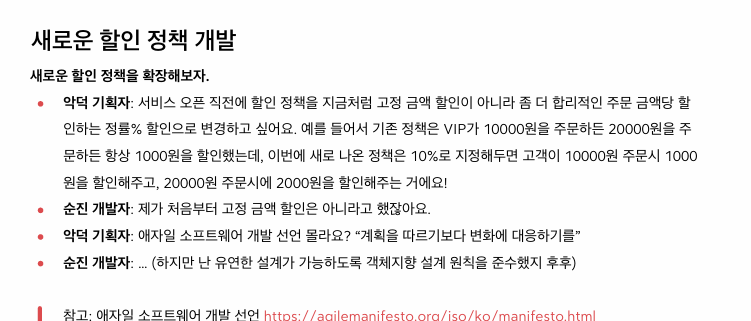 새로운 할인 정책 개발
새로운 할인 정책을 확장해보자.
• 악덕 기획자: 서비스 오픈 직전에 할인 정책을 지금처럼 고정 금액 할인이 아니라 좀 더 합리적인 주문 금액당 할
인하는 정률% 할인으로 변경하고 싶어요. 예를 들어서 기존 정책은 VIP가 10000원을 주문하든 20000원을 주
문하든 항상 1000원을 할인했는데, 이번에 새로 나온 정책은 10%로 지정해두면 고객이 10000원 주문시 1000
원을 할인해주고, 20000원 주문시에 2000원을 할인해주는 거에요!
• 순진 개발자: 제가 처음부터 고정 금액 할인은 아니라고 했잖아요.
• 악덕 기획자: 애자일 소프트웨어 개발 선언 몰라요? “계획을 따르기보다 변화에 대응하기를”
• 순진 개발자: … (하지만 난 유연한 설계가 가능하도록 객체지향 설계 원칙을 준수했지 후후)
참고: 애자일 소프트웨어 개발 선언 https://agilemanifesto.org/iso/ko/manifesto.html